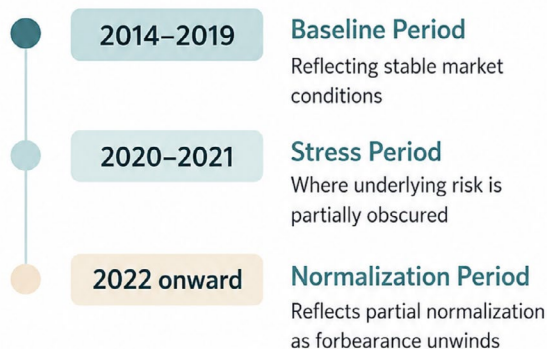 2014–2019
Baseline Period
Reflecting stable market
conditions
2020–2021
Stress Period
Where underlying risk is
partially obscured
2022 onward
Normalization Period
Reflects partial normalization
as forbearance unwinds